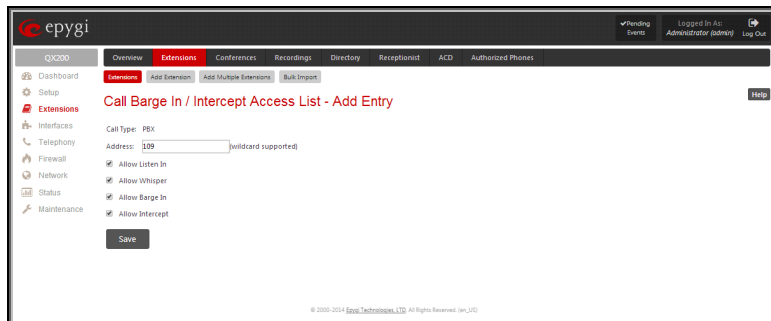 epygi
Pending Events
Logged In As: Administrator (admin)
Log Out
QX200
Overview Extensions Conferences Recordings Directory Receptionist ACD Authorized Phones
Dashboard
Setup
Extensions
Interfaces
Telephony
Firewall
Network
Status
Maintenance
Extensions Add Extension Add Multiple Extensions Bulk Import
Call Barge In / Intercept Access List - Add Entry
Help
Call Type: PBX
Address: 109 (wildcard supported)
Allow Listen In
Allow Whisper
Allow Barge In
Allow Intercept
Save
© 2000-2014 Epygi Technologies, LTD. All Rights Reserved. (en_US)